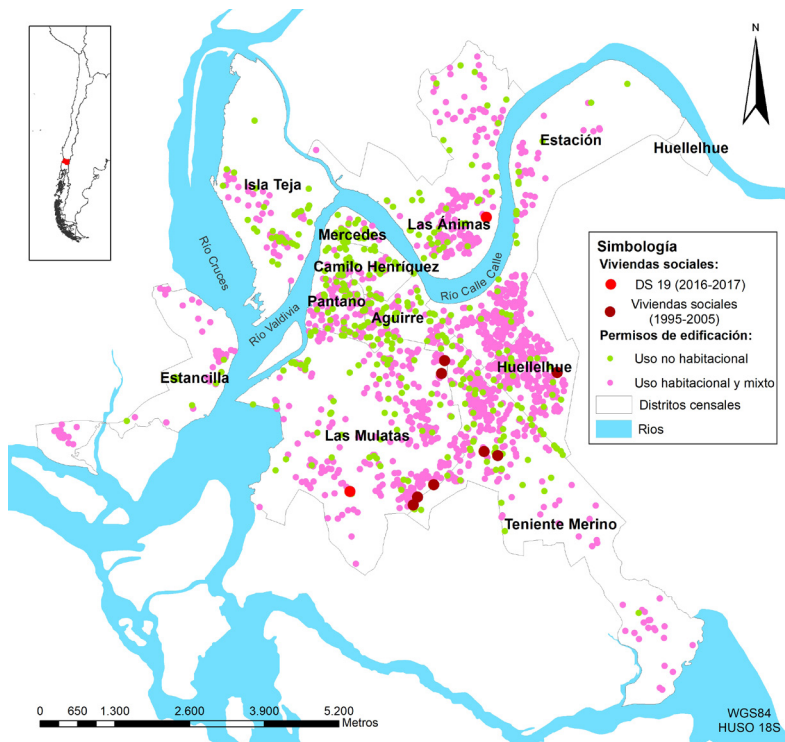 N
Estación
Huellelhue
Isla Teja
Las Ánimas
Mercedes
Camilo Henríquez
Río Cruces
Río Calle Calle
Pantano
Río Valdivia
Aguirre
Huellelhue
Estancilla
Las Mulatas
Teniente Merino
Simbología
Viviendas sociales:
DS 19 (2016-2017)
Viviendas sociales
(1995-2005)
Permisos de edificación:
Uso no habitacional
Uso habitacional y mixto
Distritos censales
Rios
0 650 1.300 2.600 3.900 5.200
Metros
WGS84
HUSO 18S